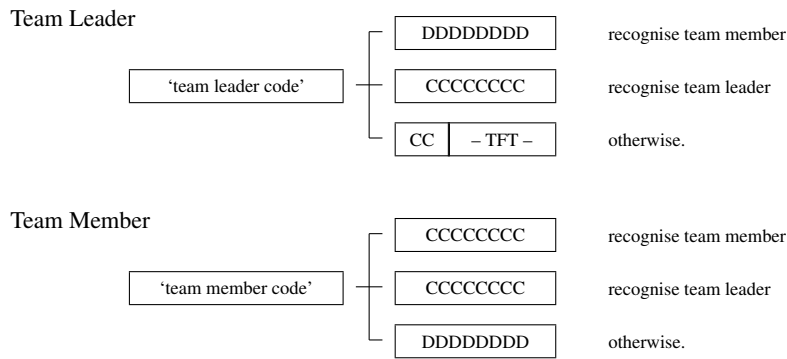 Team Leader
DDDDDDDD recognise team member
‘team leader code’ CCCCCCCC recognise team leader
CC – TFT – otherwise.
Team Member
CCCCCCCC recognise team member
‘team member code’ CCCCCCCC recognise team leader
DDDDDDDD otherwise.